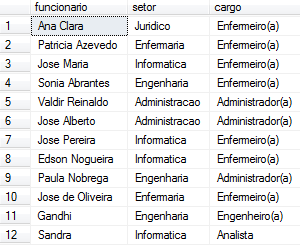 funcionario setor cargo
1 Ana Clara Juridico Enfermeiro(a)
2 Patricia Azevedo Enfermaria Enfermeiro(a)
3 Jose Maria Informatica Enfermeiro(a)
4 Sonia Abrantes Engenharia Enfermeiro(a)
5 Valdir Reinaldo Administracao Administrador(a)
6 Jose Alberto Administracao Administrador(a)
7 Jose Pereira Informatica Enfermeiro(a)
8 Edson Nogueira Informatica Enfermeiro(a)
9 Paula Nobrega Engenharia Administrador(a)
10 Jose de Oliveira Enfermaria Enfermeiro(a)
11 Gandhi Engenharia Engenheiro(a)
12 Sandra Informatica Analista